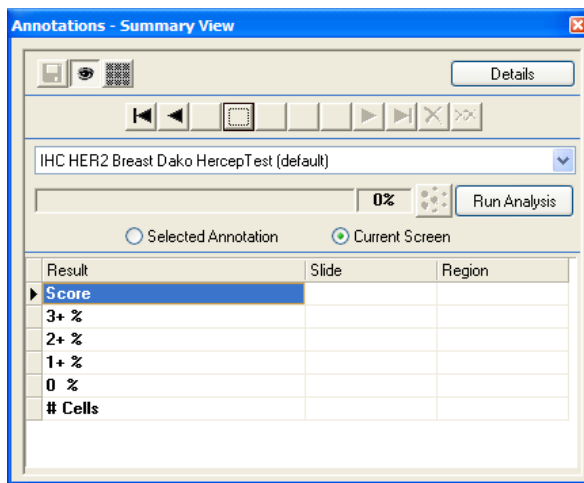 Annotations - Summary View
Details
IHC HER2 Breast Dako HercepTest (default)
0% Run Analysis
Selected Annotation Current Screen
Result Slide Region
Score
3+ %
2+ %
1+ %
0 %
# Cells